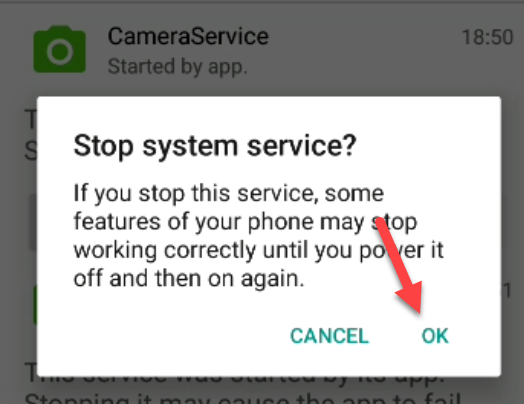 CameraService 18:50
Started by app.
Stop system service?
If you stop this service, some
features of your phone may stop
working correctly until you power it
off and then on again.
CANCEL OK
This service was started by its app.
Stopping it may cause the app to fail.